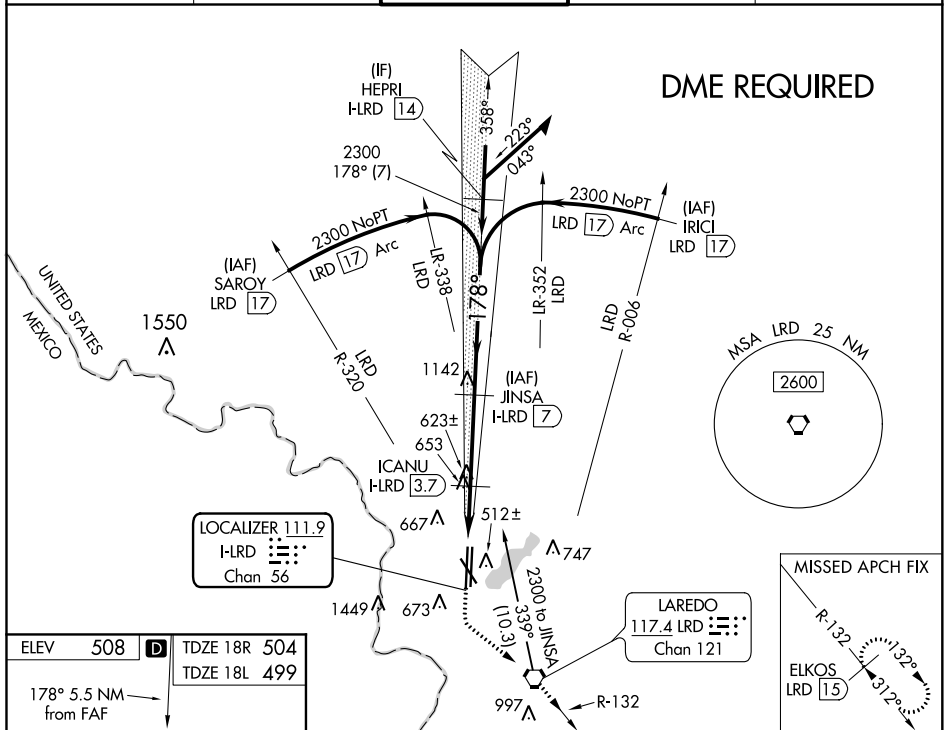 DME REQUIRED
(IF)
HEPRI
I-LRD 14
2300
178° (7)
358°
223°
043°
2300 NoPT
LRD 17 Arc
(IAF)
SAROY
LRD 17
2300 NoPT
LRD 17 Arc
(IAF)
IRICI
LRD 17
LR-338
LRD
178°
LR-352
LRD
LRD
R-006
UNITED STATES
MEXICO
1550
LRD
R-320
1142
(IAF)
JINSA
I-LRD 7
623±
653
ICANU
I-LRD 3.7
667
512±
747
MSA LRD 25 NM
2600
LOCALIZER 111.9
I-LRD
Chan 56
1449
673
2300 to JINSA
339°
(10.3)
LAREDO
117.4 LRD
Chan 121
R-132
997
MISSED APCH FIX
R-132
132°
312°
ELKOS
LRD 15
ELEV 508 D TDZE 18R 504
TDZE 18L 499
178° 5.5 NM
from FAF